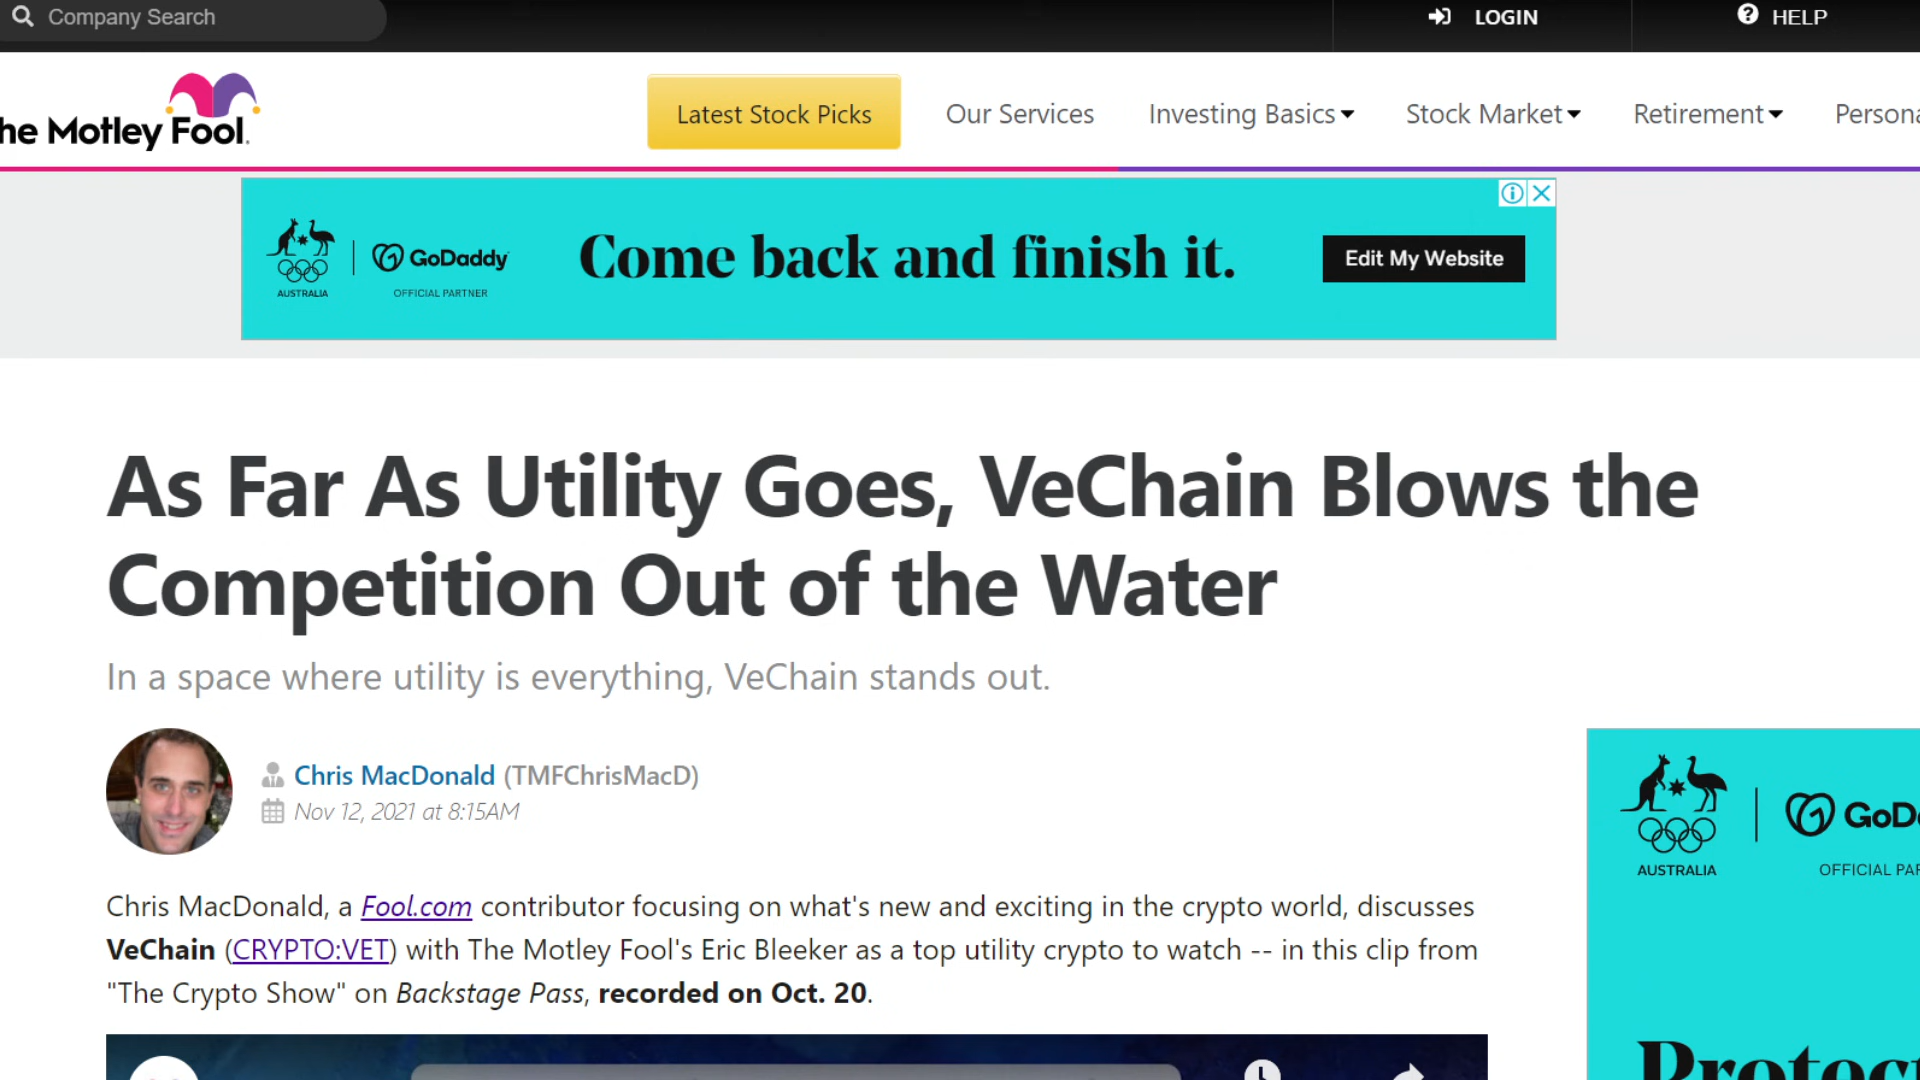 Company Search
LOGIN
HELP
he Motley Fool.
Latest Stock Picks
Our Services
Investing Basics
Stock Market
Retirement
Persona
GoDaddy
AUSTRALIA
OFFICIAL PARTNER
Come back and finish it.
Edit My Website
As Far As Utility Goes, VeChain Blows the
Competition Out of the Water
In a space where utility is everything, VeChain stands out.
Chris MacDonald (TMFChrisMacD)
Nov 12, 2021 at 8:15AM
Chris MacDonald, a Fool.com contributor focusing on what's new and exciting in the crypto world, discusses
VeChain (CRYPTO:VET) with The Motley Fool's Eric Bleeker as a top utility crypto to watch -- in this clip from
"The Crypto Show" on Backstage Pass, recorded on Oct. 20.
GoD
AUSTRALIA
OFFICIAL PAR
Protec